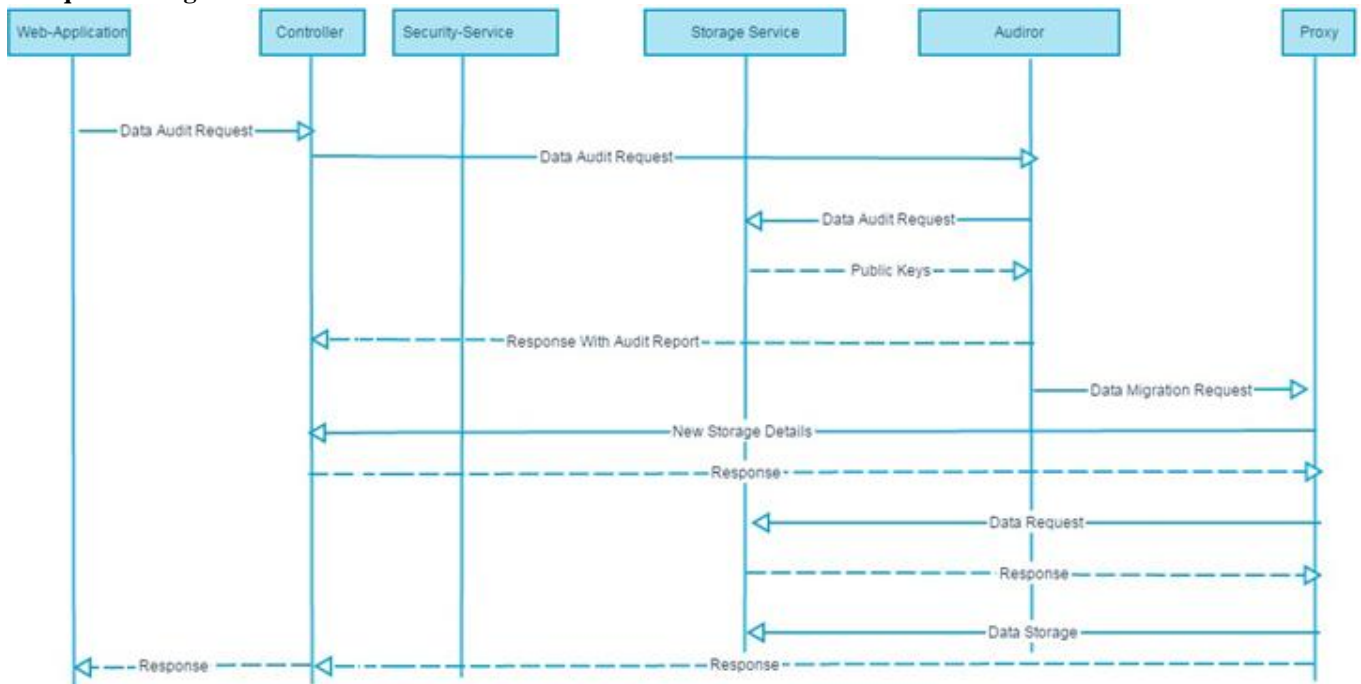 Web-Application
Controller
Security-Service
Storage Service
Audiror
Proxy
Data Audit Request
Data Audit Request
Data Audit Request
Public Keys
Response With Audit Report
Data Migration Request
New Storage Details
Response
Data Request
Response
Data Storage
Response
Response